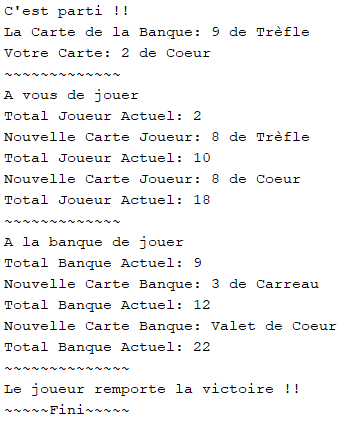 C'est parti !!
La Carte de la Banque: 9 de Trèfle
Votre Carte: 2 de Coeur
~~~~~~~~~~~~~
A vous de jouer
Total Joueur Actuel: 2
Nouvelle Carte Joueur: 8 de Trèfle
Total Joueur Actuel: 10
Nouvelle Carte Joueur: 8 de Coeur
Total Joueur Actuel: 18
~~~~~~~~~~~~~
A la banque de jouer
Total Banque Actuel: 9
Nouvelle Carte Banque: 3 de Carreau
Total Banque Actuel: 12
Nouvelle Carte Banque: Valet de Coeur
Total Banque Actuel: 22
~~~~~~~~~~~~~~
Le joueur remporte la victoire !!
~~~~~Fini~~~~~